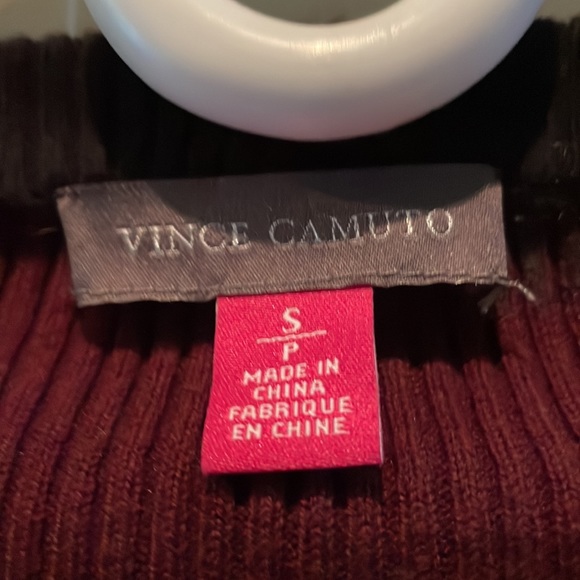 VINCE CAMUTO
S
P
MADE IN
CHINA
FABRIQUE
EN CHINE